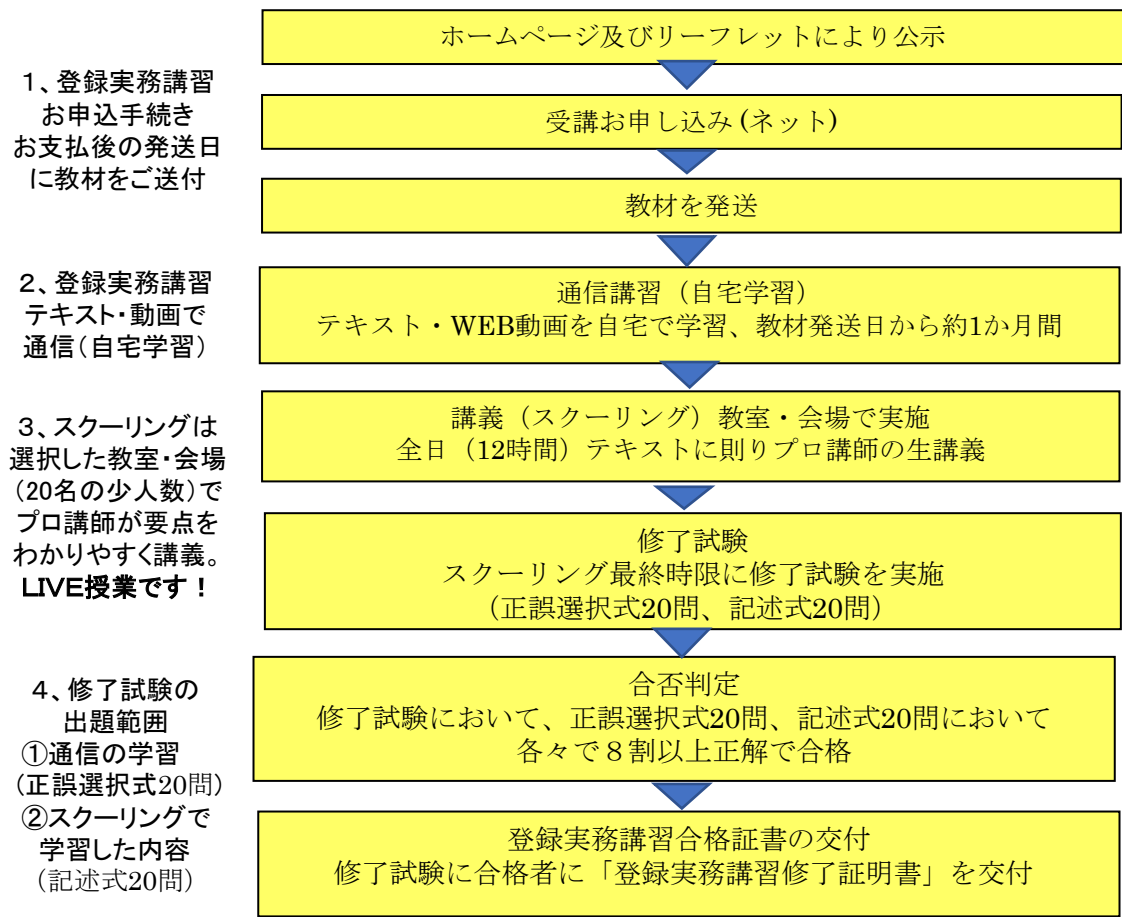 ホームページ及びリーフレットにより公示
1、登録実務講習
お申込手続き
お支払後の発送日
に教材をご送付
受講お申し込み(ネット)
教材を発送
2、登録実務講習
テキスト・動画で
通信(自宅学習)
通信講習（自宅学習）
テキスト・WEB動画を自宅で学習、教材発送日から約1か月間
3、スクーリングは
選択した教室・会場
(20名の少人数)で
プロ講師が要点を
わかりやすく講義。
LIVE授業です！
講義（スクーリング）教室・会場で実施
全日（12時間）テキストに則りプロ講師の生講義
修了試験
スクーリング最終時限に修了試験を実施
（正誤選択式20問、記述式20問）
4、修了試験の
出題範囲
①通信の学習
(正誤選択式20問)
②スクーリングで
学習した内容
（記述式20問）
合否判定
修了試験において、正誤選択式20問、記述式20問において
各々で８割以上正解で合格
登録実務講習合格証書の交付
修了試験に合格者に「登録実務講習修了証明書」を交付